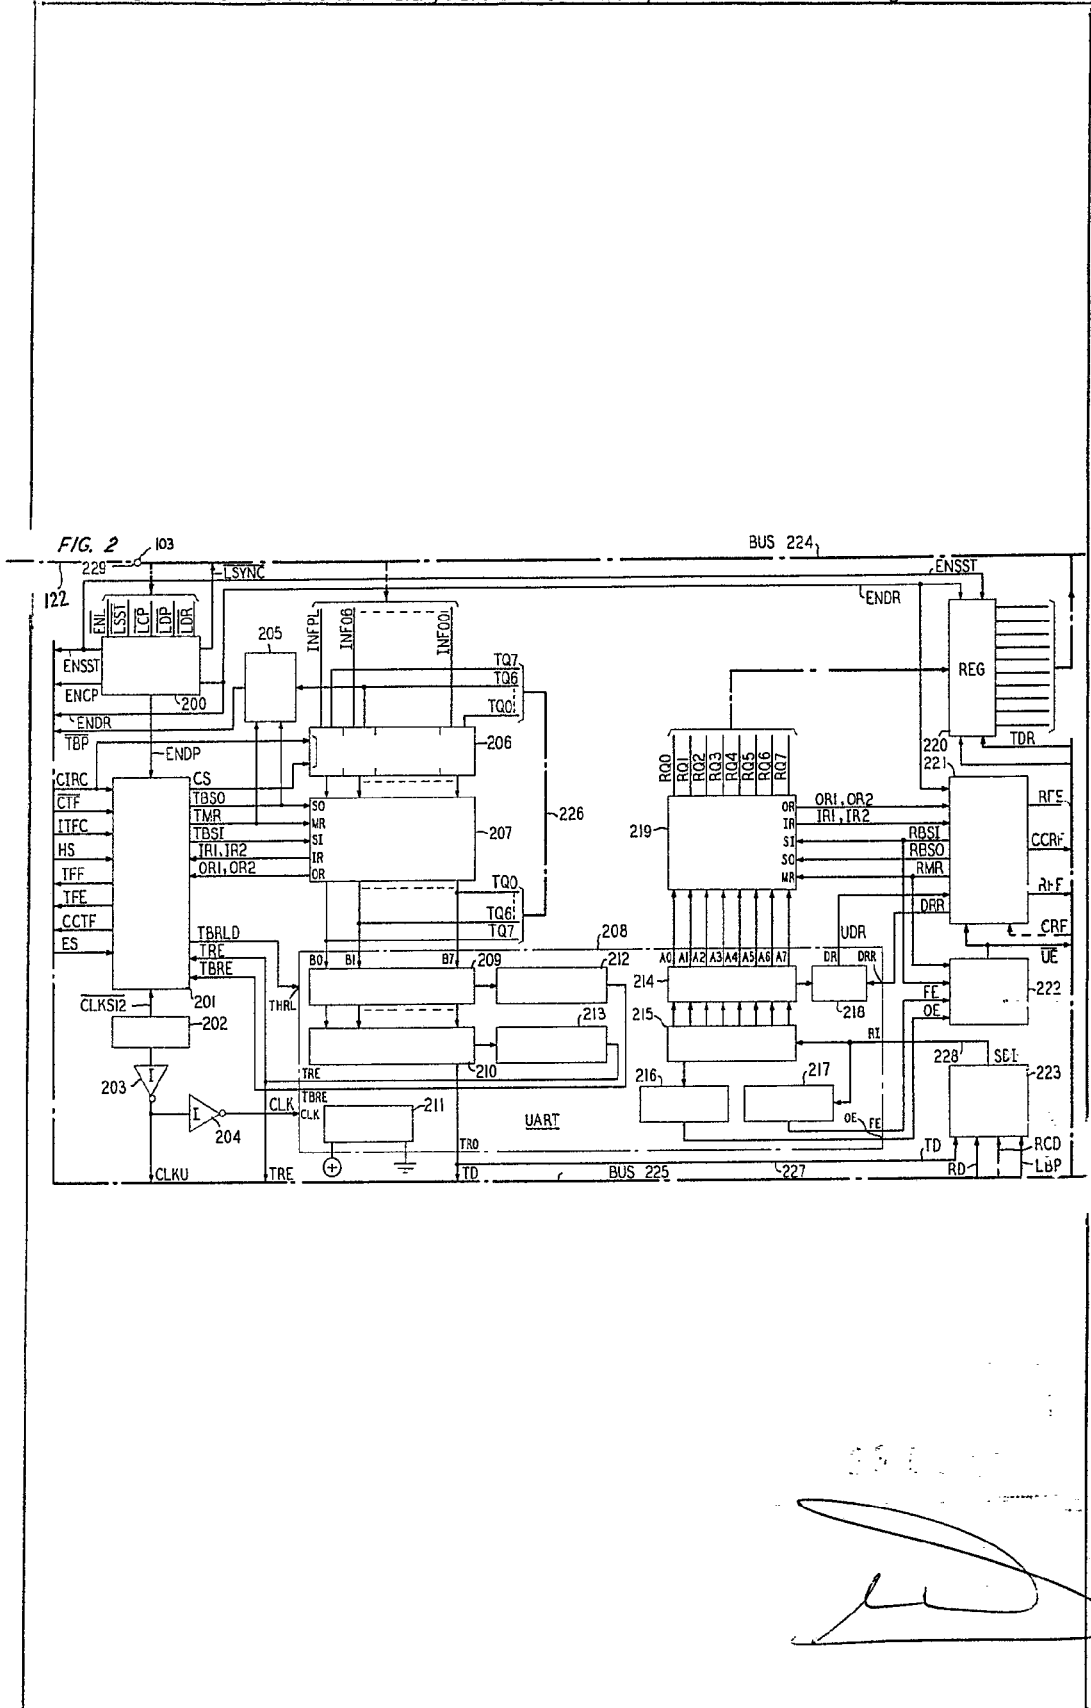 FIG. 2
103
BUS 224
229
LSYNC
ENSST
122
ENDR
ENL
LSST
LCP
LDP
LDR
205
INFPL
INF06
INF00
TQ7
TQ6
TQ0
REG
ENSST
ENCP
200
ENDR
TBP
206
226
RQ0
RQ1
RQ2
RQ3
RQ4
RQ5
RQ6
RQ7
220
TDR
221
ENDP
CIRC
CTF
ITFC
HS
TFF
TFE
CCTF
ES
CS
TBSO
TMR
TBSI
IR1, IR2
OR1, OR2
SO
MR
SI
IR
OR
207
219
OR
IR
SI
SO
MR
OR1, OR2
IR1, IR2
RBSI
RBSO
RMR
DRR
RFE
CCRF
RFF
CRF
UE
TQ0
TQ6
TQ7
UDR
208
TBRLD
TRE
TBRE
THRL
B0
B1
B7
209
212
A0
A1
A2
A3
A4
A5
A6
A7
214
DR
DRR
218
FE
OE
222
CLKS12
201
202
210
213
215
RI
228
SDI
223
203
I
TRE
TBRE
216
217
I
204
CLK
CLK
211
UART
OE
FE
TRO
TD
RCD
LBP
RD
CLKU
TRE
TD
BUS 225
227